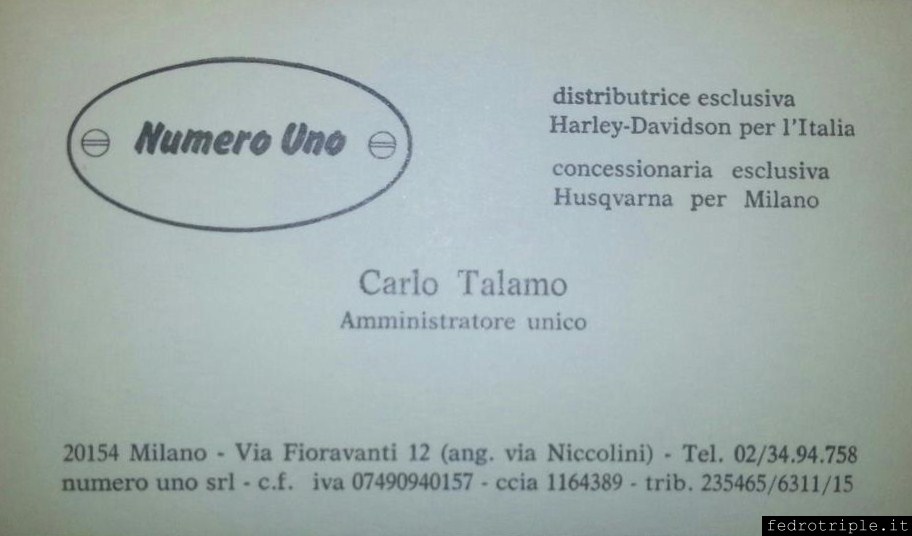 Numero Uno
distributrice esclusiva
Harley-Davidson per l'Italia
concessionaria esclusiva
Husqvarna per Milano
Carlo Talamo
Amministratore unico
20154 Milano - Via Fioravanti 12 (ang. via Niccolini) - Tel. 02/34.94.758
numero uno srl - c.f. iva 07490940157 - ccia 1164389 - trib. 235465/6311/15
fedrotriple.it